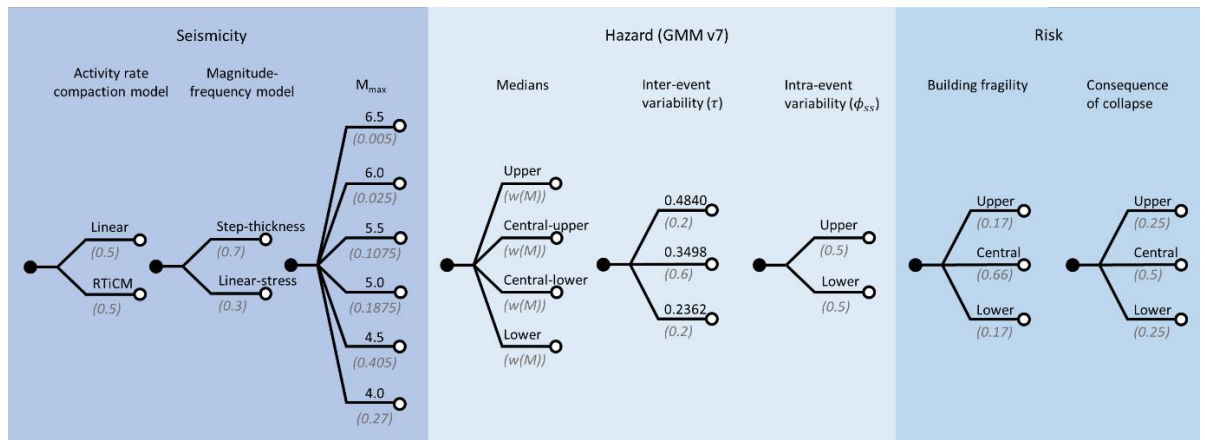 Seismicity
Activity rate
compaction model
Linear
(0.5)
RTiCM
(0.5)
Magnitude-
frequency model
Step-thickness
(0.7)
Linear-stress
(0.3)
M_max
6.5
(0.005)
6.0
(0.025)
5.5
(0.1075)
5.0
(0.1875)
4.5
(0.405)
4.0
(0.27)
Hazard (GMM v7)
Medians
Upper
(w(M))
Central-upper
(w(M))
Central-lower
(w(M))
Lower
(w(M))
Inter-event
variability (τ)
0.4840
(0.2)
0.3498
(0.6)
0.2362
(0.2)
Intra-event
variability (ϕ_ss)
Upper
(0.5)
Lower
(0.5)
Risk
Building fragility
Upper
(0.17)
Central
(0.66)
Lower
(0.17)
Consequence
of collapse
Upper
(0.25)
Central
(0.5)
Lower
(0.25)